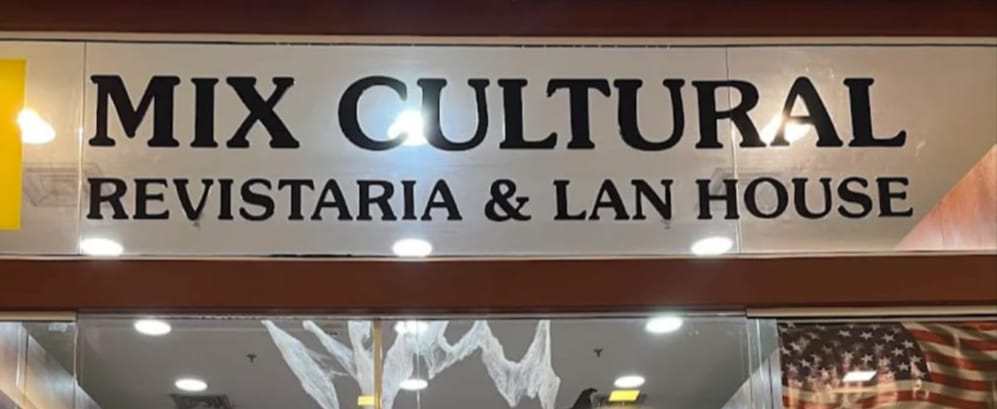 MIX CULTURAL
REVISTARIA & LAN HOUSE